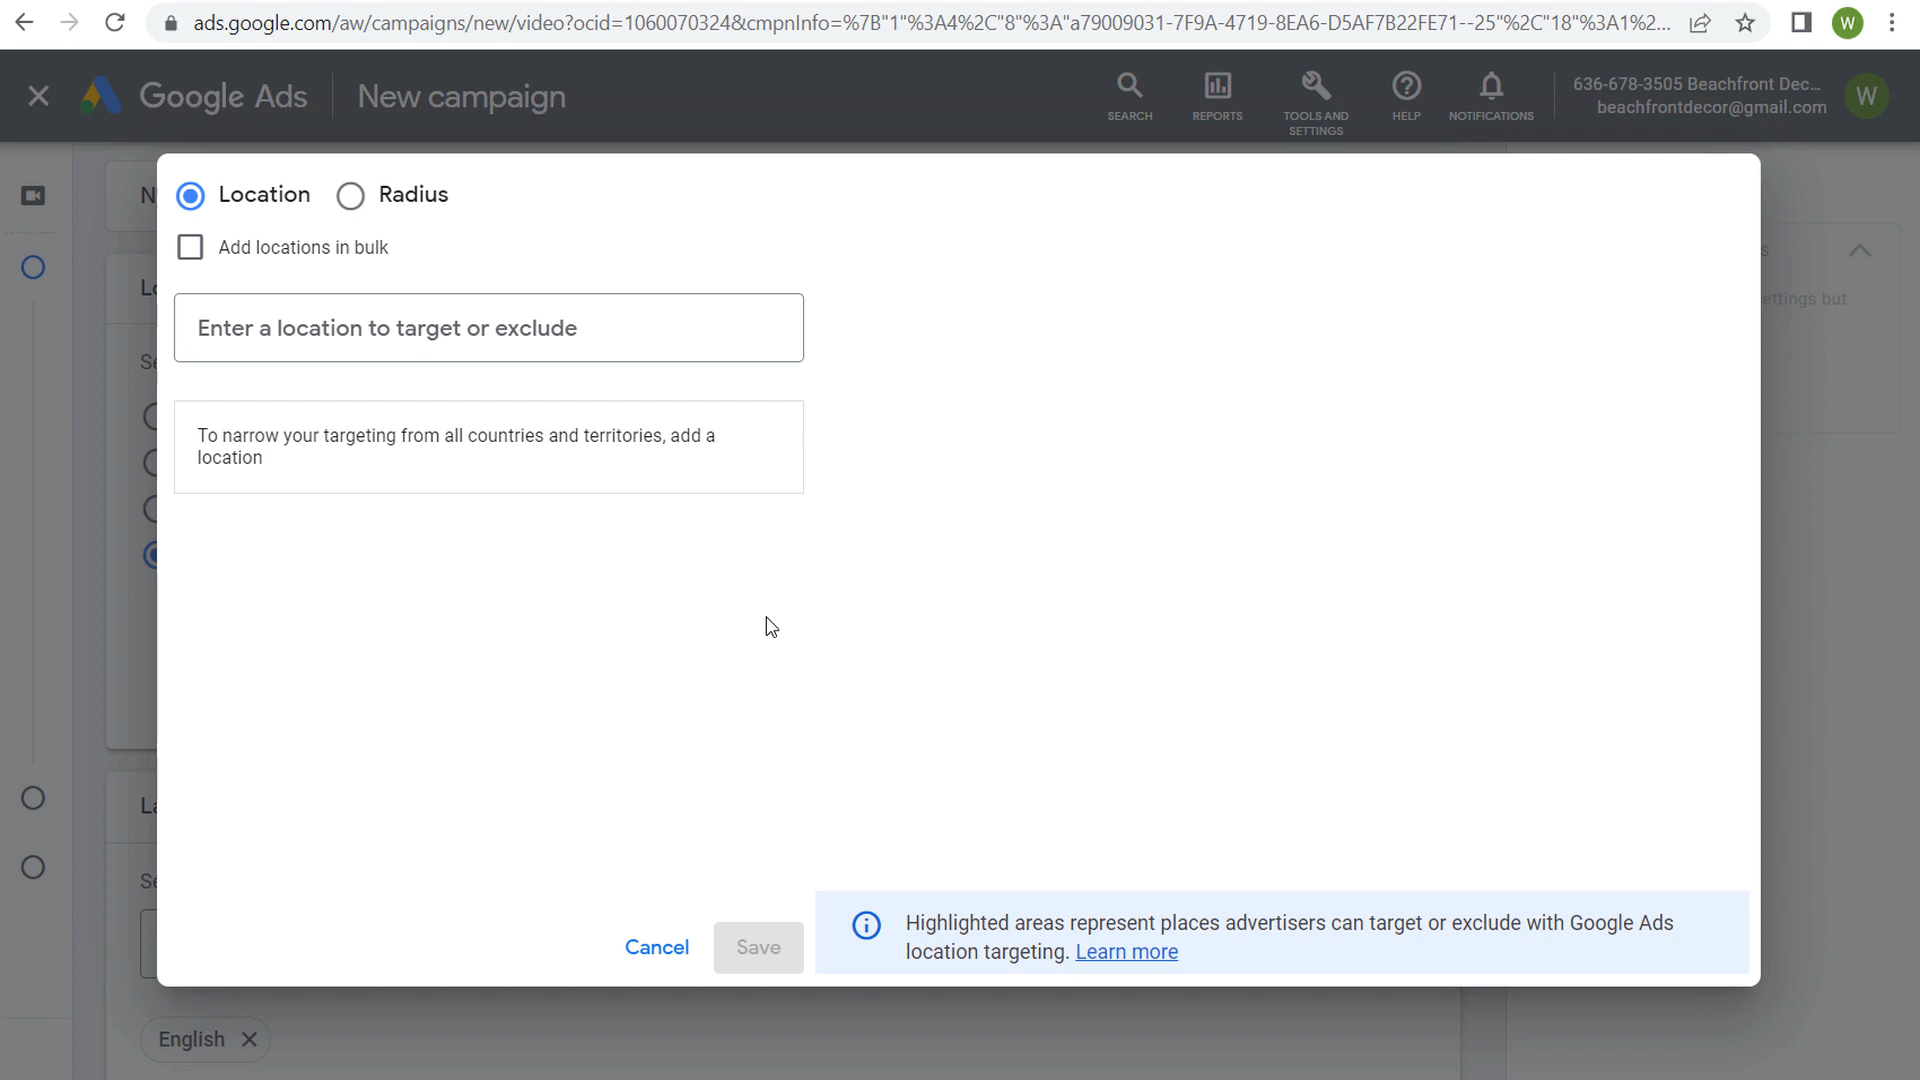 ads.google.com/aw/campaigns/new/video?ocid=1060070324&cmpnInfo=%7B"1"%3A4%2C"8"%3A"a79009031-7F9A-4719-8EA6-D5AF7B22FE71--25"%2C"18"%3A1%2...
W
Google Ads
New campaign
SEARCH
REPORTS
TOOLS AND
SETTINGS
HELP
NOTIFICATIONS
636-678-3505 Beachfront Dec...
beachfrontdecor@gmail.com
W
Location
Radius
Add locations in bulk
Enter a location to target or exclude
To narrow your targeting from all countries and territories, add a
location
ettings but
Cancel
Save
Highlighted areas represent places advertisers can target or exclude with Google Ads
location targeting. Learn more
English